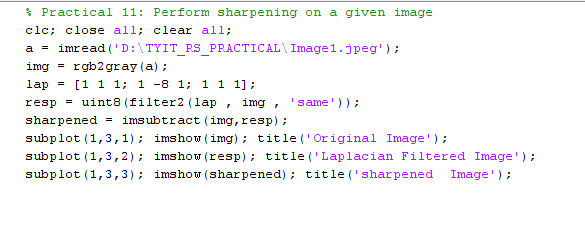 % Practical 11: Perform sharpening on a given image
clc; close all; clear all;
a = imread('D:\TYIT_RS_PRACTICAL\Image1.jpeg');
img = rgb2gray(a);
lap = [1 1 1; 1 -8 1; 1 1 1];
resp = uint8(filter2(lap , img , 'same'));
sharpened = imsubtract(img,resp);
subplot(1,3,1); imshow(img); title('Original Image');
subplot(1,3,2); imshow(resp); title('Laplacian Filtered Image');
subplot(1,3,3); imshow(sharpened); title('sharpened  Image');